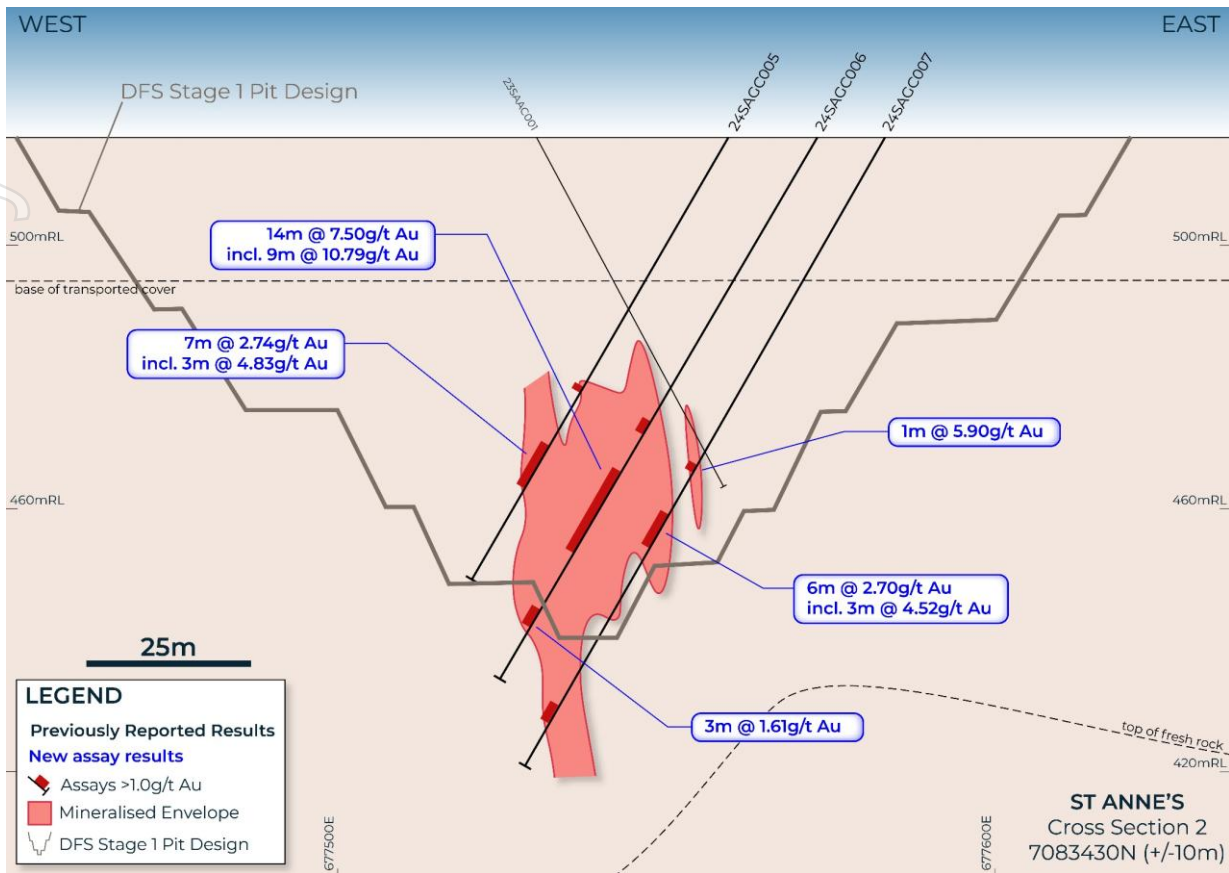 WEST
EAST
DFS Stage 1 Pit Design
23SAAC001
24SAGC005
24SAGC006
24SAGC007
500mRL
500mRL
base of transported cover
14m @ 7.50g/t Au
incl. 9m @ 10.79g/t Au
7m @ 2.74g/t Au
incl. 3m @ 4.83g/t Au
1m @ 5.90g/t Au
460mRL
460mRL
6m @ 2.70g/t Au
incl. 3m @ 4.52g/t Au
25m
3m @ 1.61g/t Au
top of fresh rock
420mRL
LEGEND
Previously Reported Results
New assay results
Assays >1.0g/t Au
Mineralised Envelope
DFS Stage 1 Pit Design
677500E
677600E
ST ANNE'S
Cross Section 2
7083430N (+/-10m)